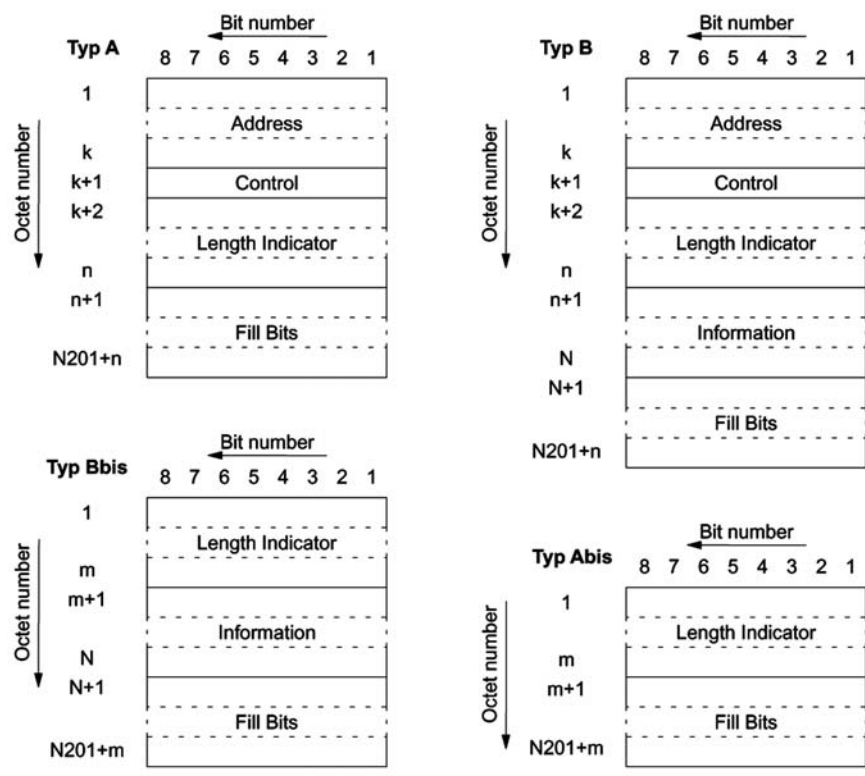 Bit number
Typ A
8 7 6 5 4 3 2 1
Octet number
1
Address
k
k+1 Control
k+2
Length Indicator
n
n+1
Fill Bits
N201+n
Bit number
Typ B
8 7 6 5 4 3 2 1
Octet number
1
Address
k
k+1 Control
k+2
Length Indicator
n
n+1
Information
N
N+1
Fill Bits
N201+n
Bit number
Typ Bbis
8 7 6 5 4 3 2 1
Octet number
1
Length Indicator
m
m+1
Information
N
N+1
Fill Bits
N201+m
Bit number
Typ Abis
8 7 6 5 4 3 2 1
Octet number
1
Length Indicator
m
m+1
Fill Bits
N201+m